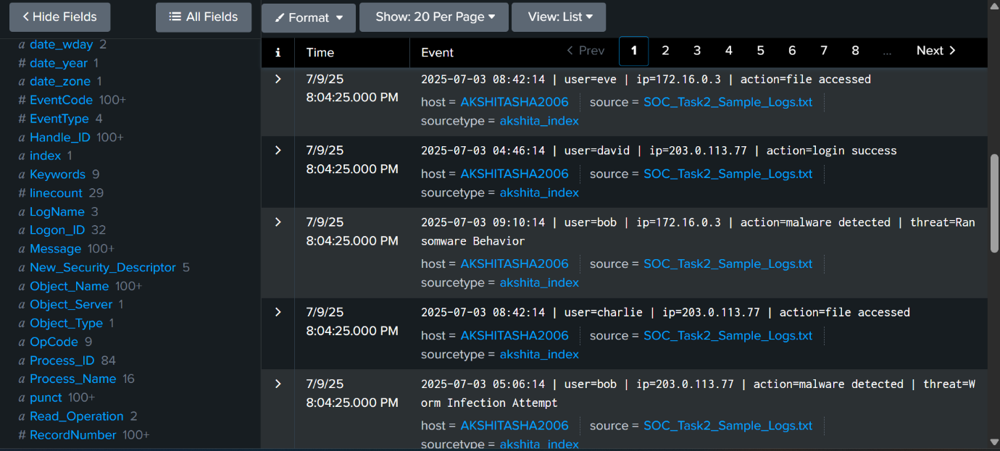 Hide Fields
All Fields
a date_wday 2
# date_year 1
a date_zone 1
# EventCode 100+
# EventType 4
a Handle_ID 100+
a index 1
a Keywords 9
# linecount 29
a LogName 3
a Logon_ID 32
a Message 100+
a New_Security_Descriptor 5
a Object_Name 100+
a Object_Server 1
a Object_Type 1
a OpCode 9
a Process_ID 84
a Process_Name 16
a punct 100+
a Read_Operation 2
# RecordNumber 100+
Format Show: 20 Per Page View: List
i Time Event Prev 1 2 3 4 5 6 7 8 ... Next
7/9/25
8:04:25.000 PM
2025-07-03 08:42:14 | user=eve | ip=172.16.0.3 | action=file accessed
host = AKSHITASHA2006 source = SOC_Task2_Sample_Logs.txt
sourcetype = akshita_index
7/9/25
8:04:25.000 PM
2025-07-03 04:46:14 | user=david | ip=203.0.113.77 | action=login success
host = AKSHITASHA2006 source = SOC_Task2_Sample_Logs.txt
sourcetype = akshita_index
7/9/25
8:04:25.000 PM
2025-07-03 09:10:14 | user=bob | ip=172.16.0.3 | action=malware detected | threat=Ran
somware Behavior
host = AKSHITASHA2006 source = SOC_Task2_Sample_Logs.txt
sourcetype = akshita_index
7/9/25
8:04:25.000 PM
2025-07-03 08:42:14 | user=charlie | ip=203.0.113.77 | action=file accessed
host = AKSHITASHA2006 source = SOC_Task2_Sample_Logs.txt
sourcetype = akshita_index
7/9/25
8:04:25.000 PM
2025-07-03 05:06:14 | user=bob | ip=203.0.113.77 | action=malware detected | threat=W
orm Infection Attempt
host = AKSHITASHA2006 source = SOC_Task2_Sample_Logs.txt
sourcetype = akshita_index